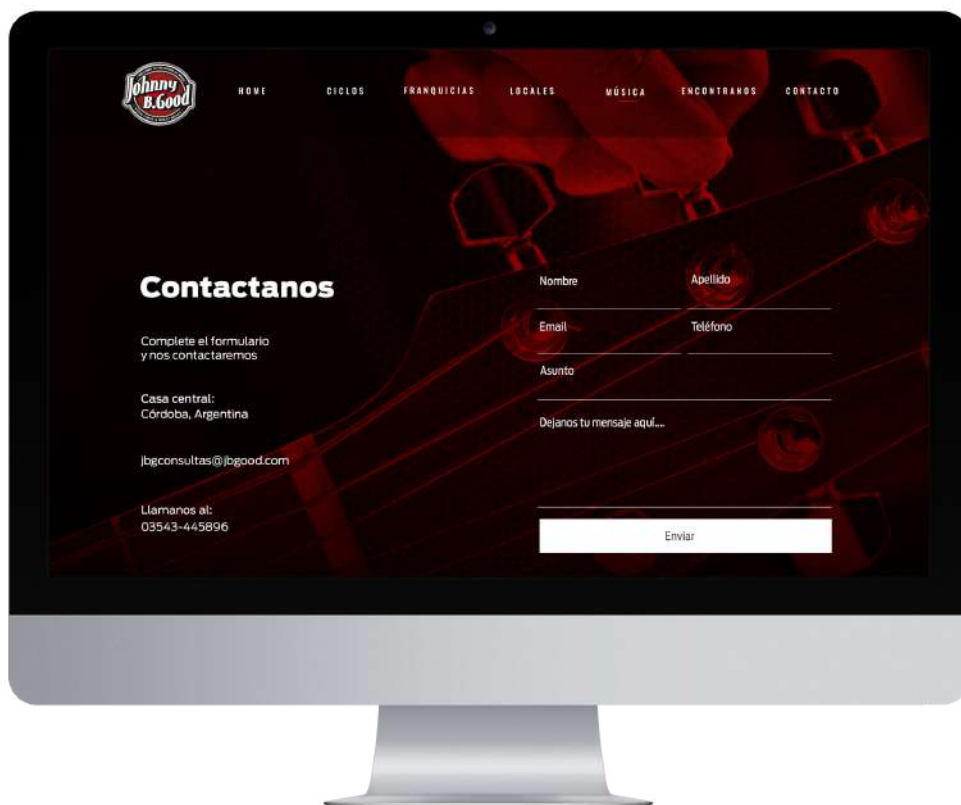 Johnny
B.Good
HOME CICLOS FRANQUICIAS LOCALES MÚSICA ENCONTRANOS CONTACTO
Contactanos
Complete el formulario
y nos contactaremos
Casa central:
Córdoba, Argentina
jbgconsultas@jbgood.com
Llamanos al:
03543-445896
Nombre Apellido
Email Teléfono
Asunto
Dejanos tu mensaje aquí....
Enviar